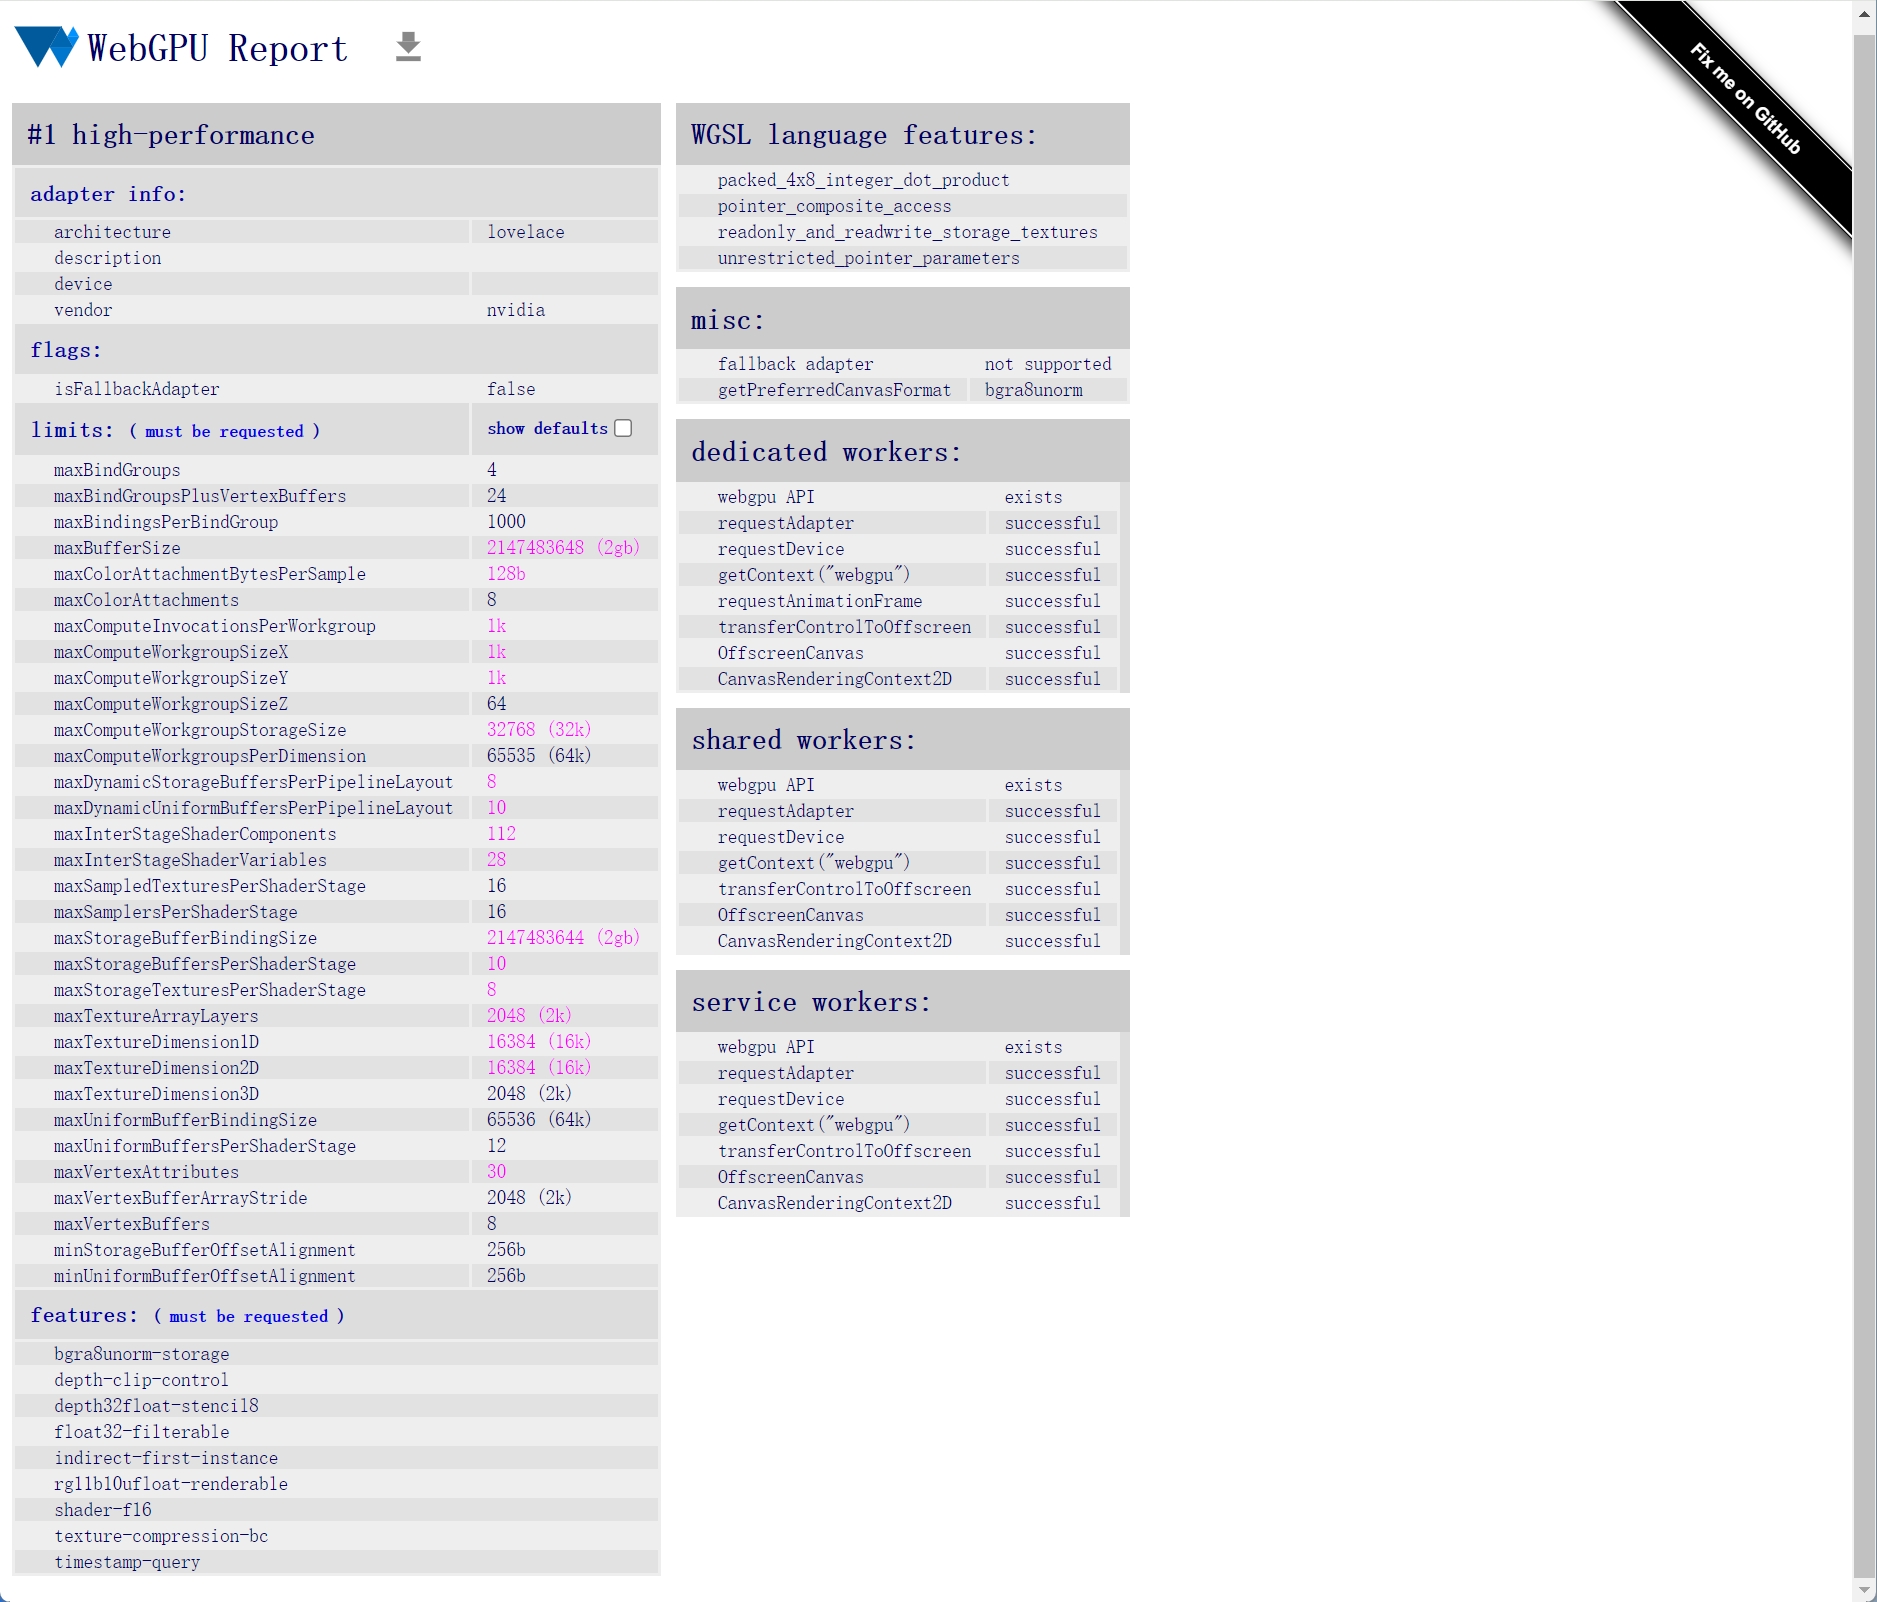 WebGPU Report
Fix me on GitHub
#1 high-performance
adapter info:
architecture lovelace
description
device
vendor nvidia
flags:
isFallbackAdapter false
limits: ( must be requested ) show defaults
maxBindGroups 4
maxBindGroupsPlusVertexBuffers 24
maxBindingsPerBindGroup 1000
maxBufferSize 2147483648 (2gb)
maxColorAttachmentBytesPerSample 128b
maxColorAttachments 8
maxComputeInvocationsPerWorkgroup 1k
maxComputeWorkgroupSizeX 1k
maxComputeWorkgroupSizeY 1k
maxComputeWorkgroupSizeZ 64
maxComputeWorkgroupStorageSize 32768 (32k)
maxComputeWorkgroupsPerDimension 65535 (64k)
maxDynamicStorageBuffersPerPipelineLayout 8
maxDynamicUniformBuffersPerPipelineLayout 10
maxInterStageShaderComponents 112
maxInterStageShaderVariables 28
maxSampledTexturesPerShaderStage 16
maxSamplersPerShaderStage 16
maxStorageBufferBindingSize 2147483644 (2gb)
maxStorageBuffersPerShaderStage 10
maxStorageTexturesPerShaderStage 8
maxTextureArrayLayers 2048 (2k)
maxTextureDimension1D 16384 (16k)
maxTextureDimension2D 16384 (16k)
maxTextureDimension3D 2048 (2k)
maxUniformBufferBindingSize 65536 (64k)
maxUniformBuffersPerShaderStage 12
maxVertexAttributes 30
maxVertexBufferArrayStride 2048 (2k)
maxVertexBuffers 8
minStorageBufferOffsetAlignment 256b
minUniformBufferOffsetAlignment 256b
features: ( must be requested )
bgra8unorm-storage
depth-clip-control
depth32float-stencil8
float32-filterable
indirect-first-instance
rg11b10ufloat-renderable
shader-f16
texture-compression-bc
timestamp-query
WGSL language features:
packed_4x8_integer_dot_product
pointer_composite_access
readonly_and_readwrite_storage_textures
unrestricted_pointer_parameters
misc:
fallback adapter not supported
getPreferredCanvasFormat bgra8unorm
dedicated workers:
webgpu API exists
requestAdapter successful
requestDevice successful
getContext("webgpu") successful
requestAnimationFrame successful
transferControlToOffscreen successful
OffscreenCanvas successful
CanvasRenderingContext2D successful
shared workers:
webgpu API exists
requestAdapter successful
requestDevice successful
getContext("webgpu") successful
transferControlToOffscreen successful
OffscreenCanvas successful
CanvasRenderingContext2D successful
service workers:
webgpu API exists
requestAdapter successful
requestDevice successful
getContext("webgpu") successful
transferControlToOffscreen successful
OffscreenCanvas successful
CanvasRenderingContext2D successful